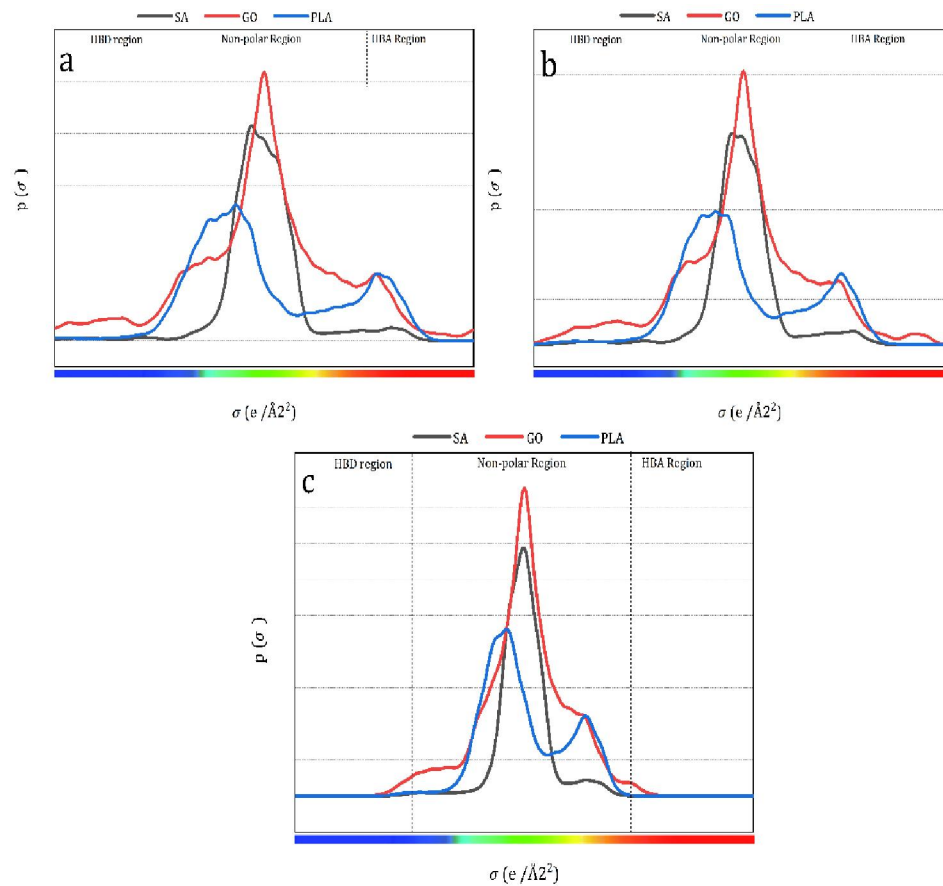 SA GO PLA
HBD region Non-polar Region HBA Region
a
p (σ)
σ (e /Å2²)
SA GO PLA
HBD region Non-polar Region HBA Region
b
p (σ)
σ (e /Å2²)
SA GO PLA
HBD region Non-polar Region HBA Region
c
p (σ)
σ (e /Å2²)